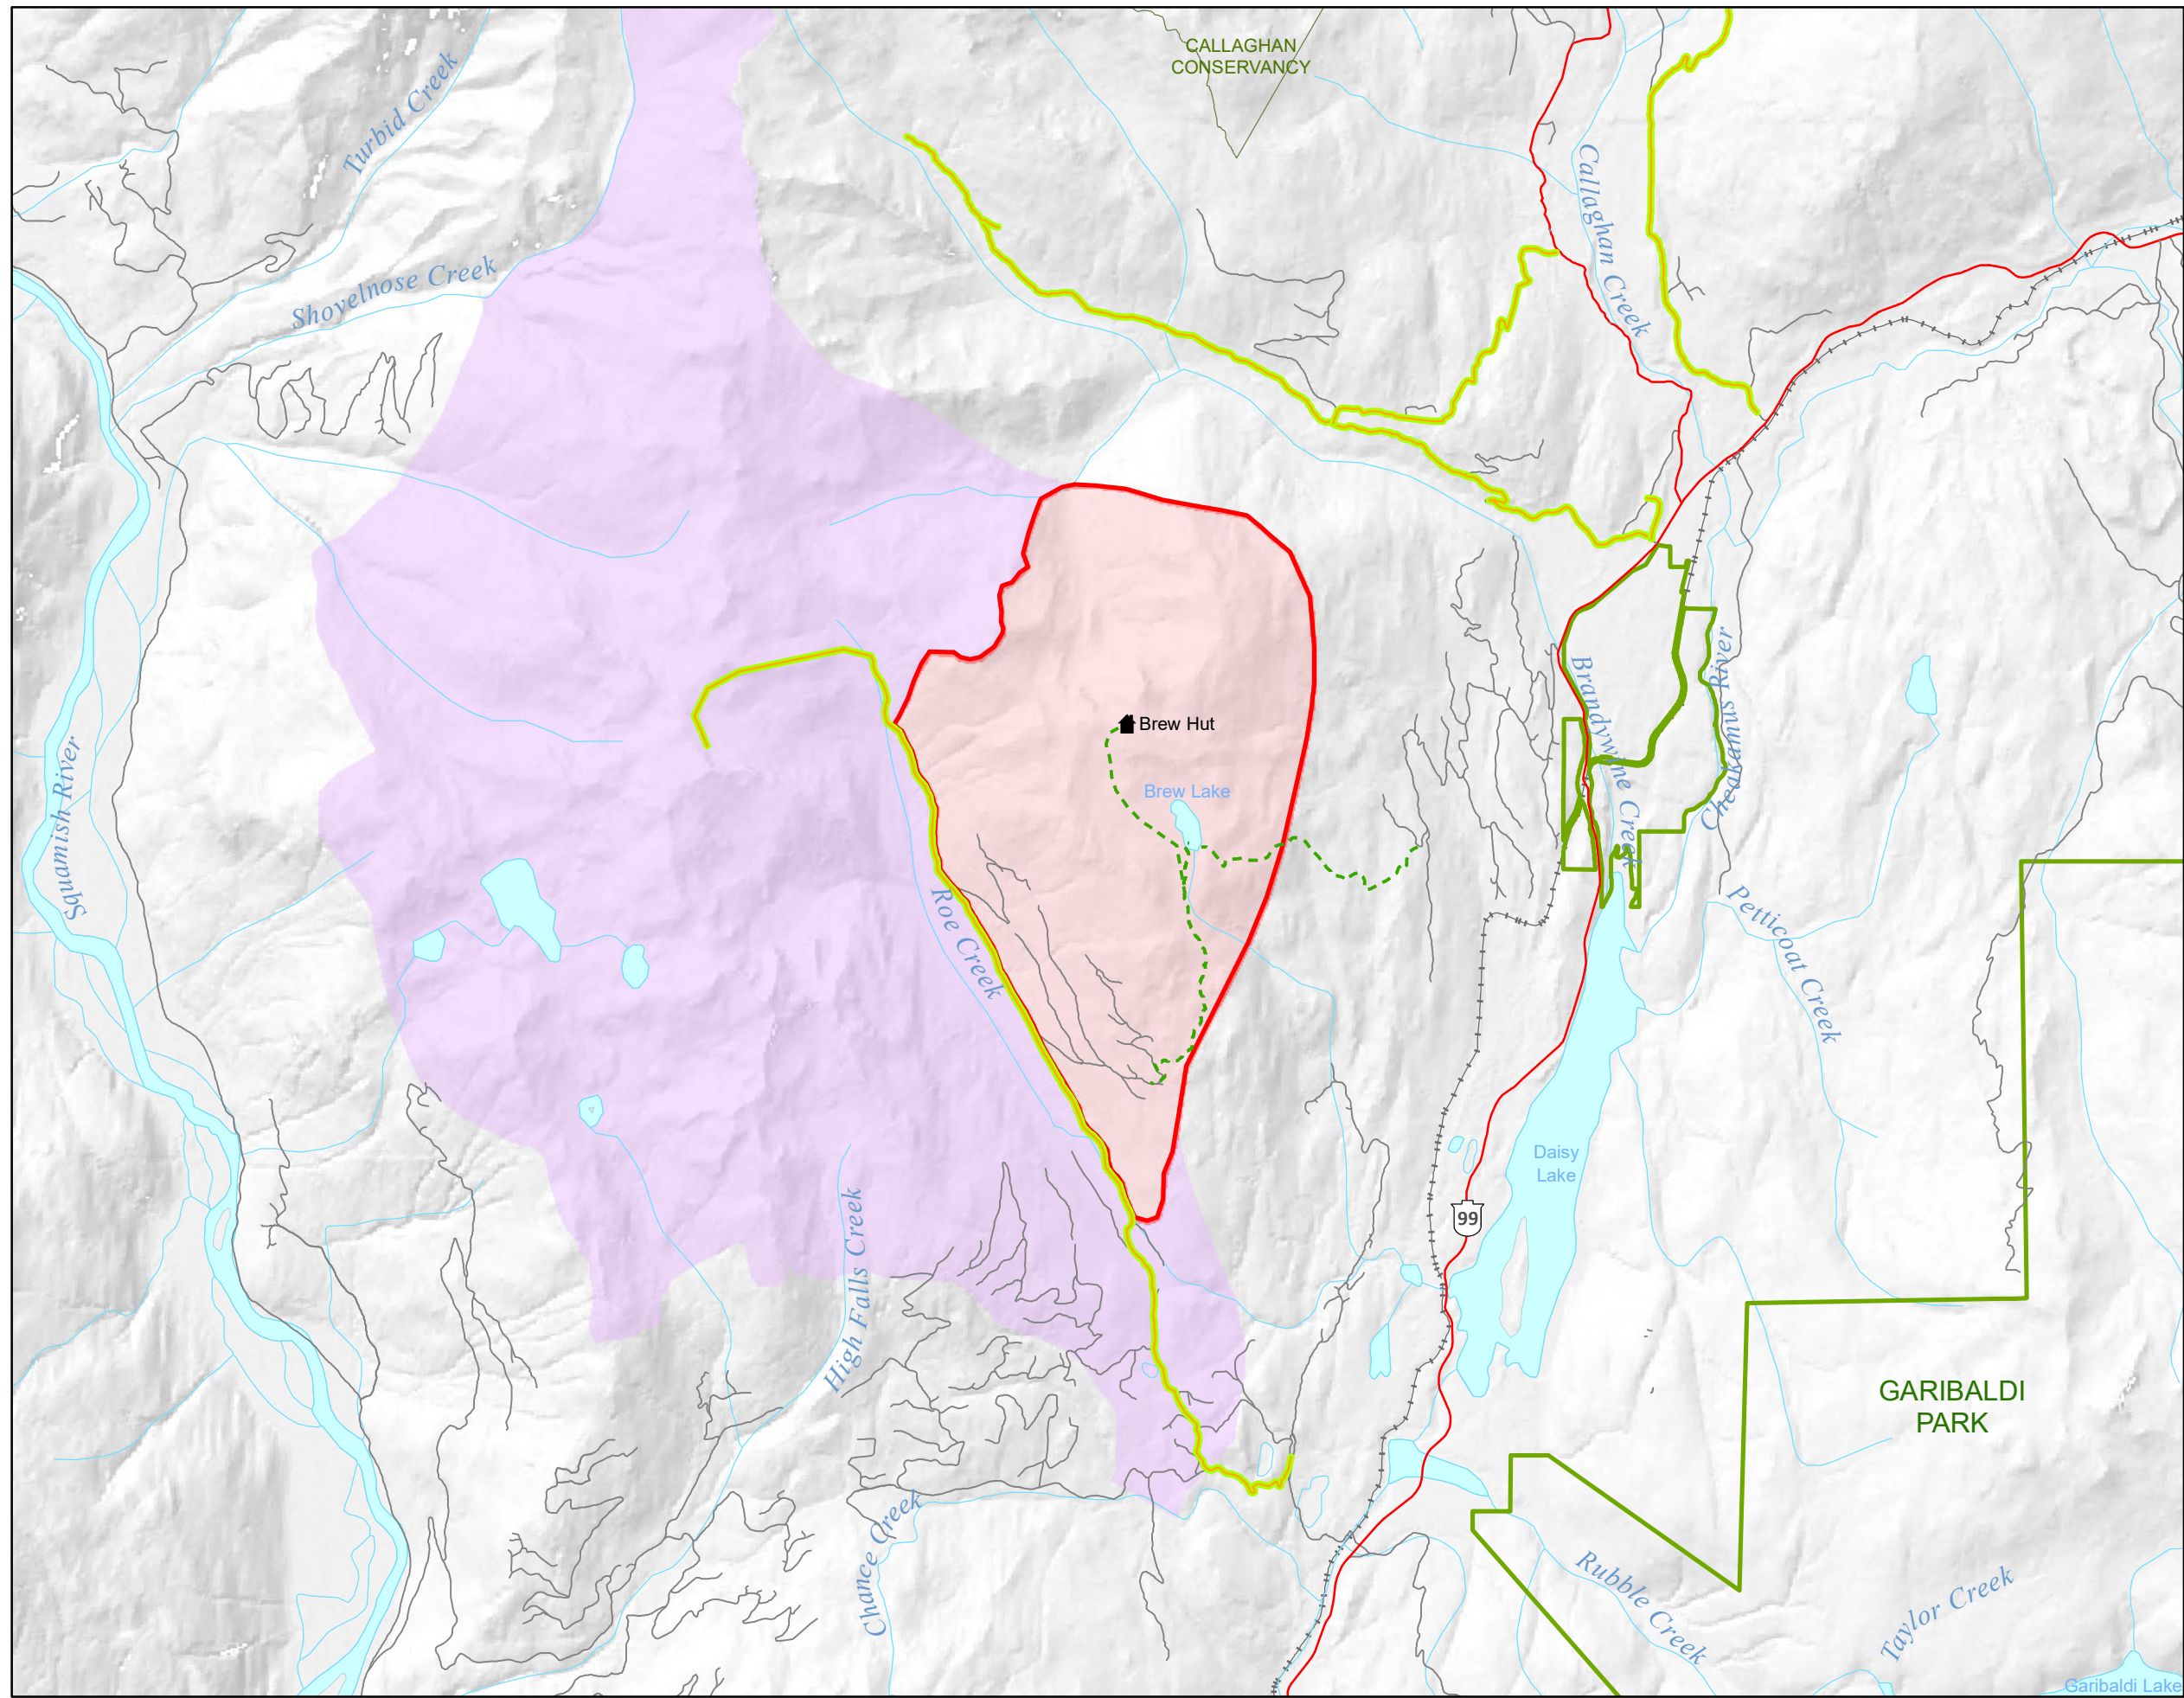 CALLAGHAN
CONSERVANCY
Turbid Creek
Callaghan Creek
Shovelnose Creek
Brew Hut
Brew Lake
Brandywine Creek
Cheakamus River
Squamish River
Roe Creek
Petticoat Creek
Daisy
Lake
99
High Falls Creek
GARIBALDI
PARK
Chance Creek
Rubble Creek
Taylor Creek
Garibaldi Lake